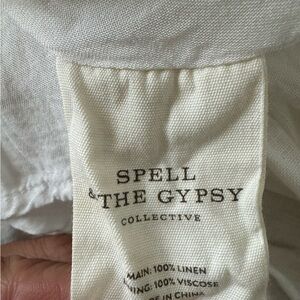 SPELL
& THE GYPSY
COLLECTIVE
MAIN: 100% LINEN
100% VISCOSE
IN CHINA